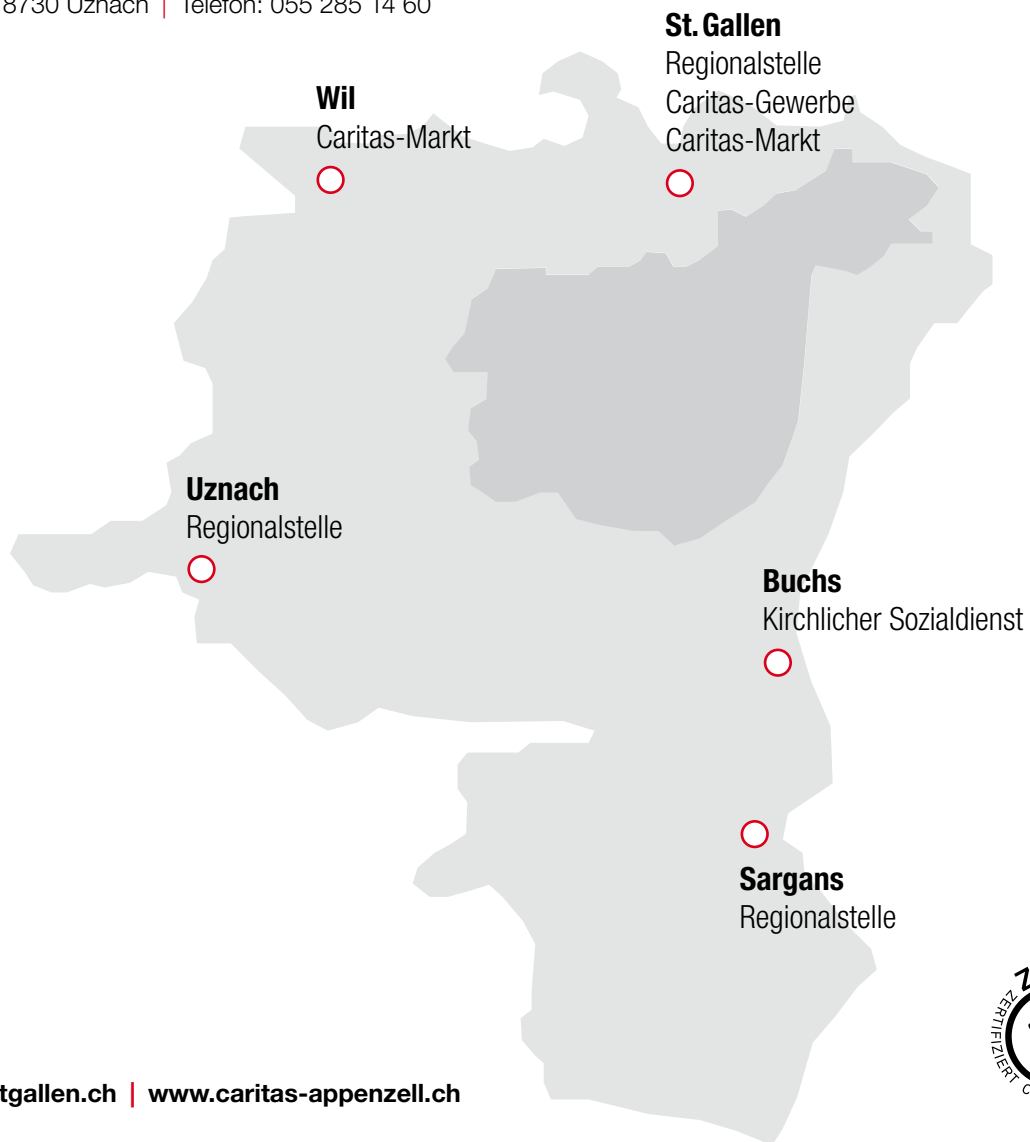 8730 Uznach | Telefon: 055 285 14 60
St. Gallen
Regionalstelle
Caritas-Gewerbe
Caritas-Markt
Wil
Caritas-Markt
Uznach
Regionalstelle
Buchs
Kirchlicher Sozialdienst
Sargans
Regionalstelle
ZERTIFIZIERT
tgallen.ch | www.caritas-appenzell.ch